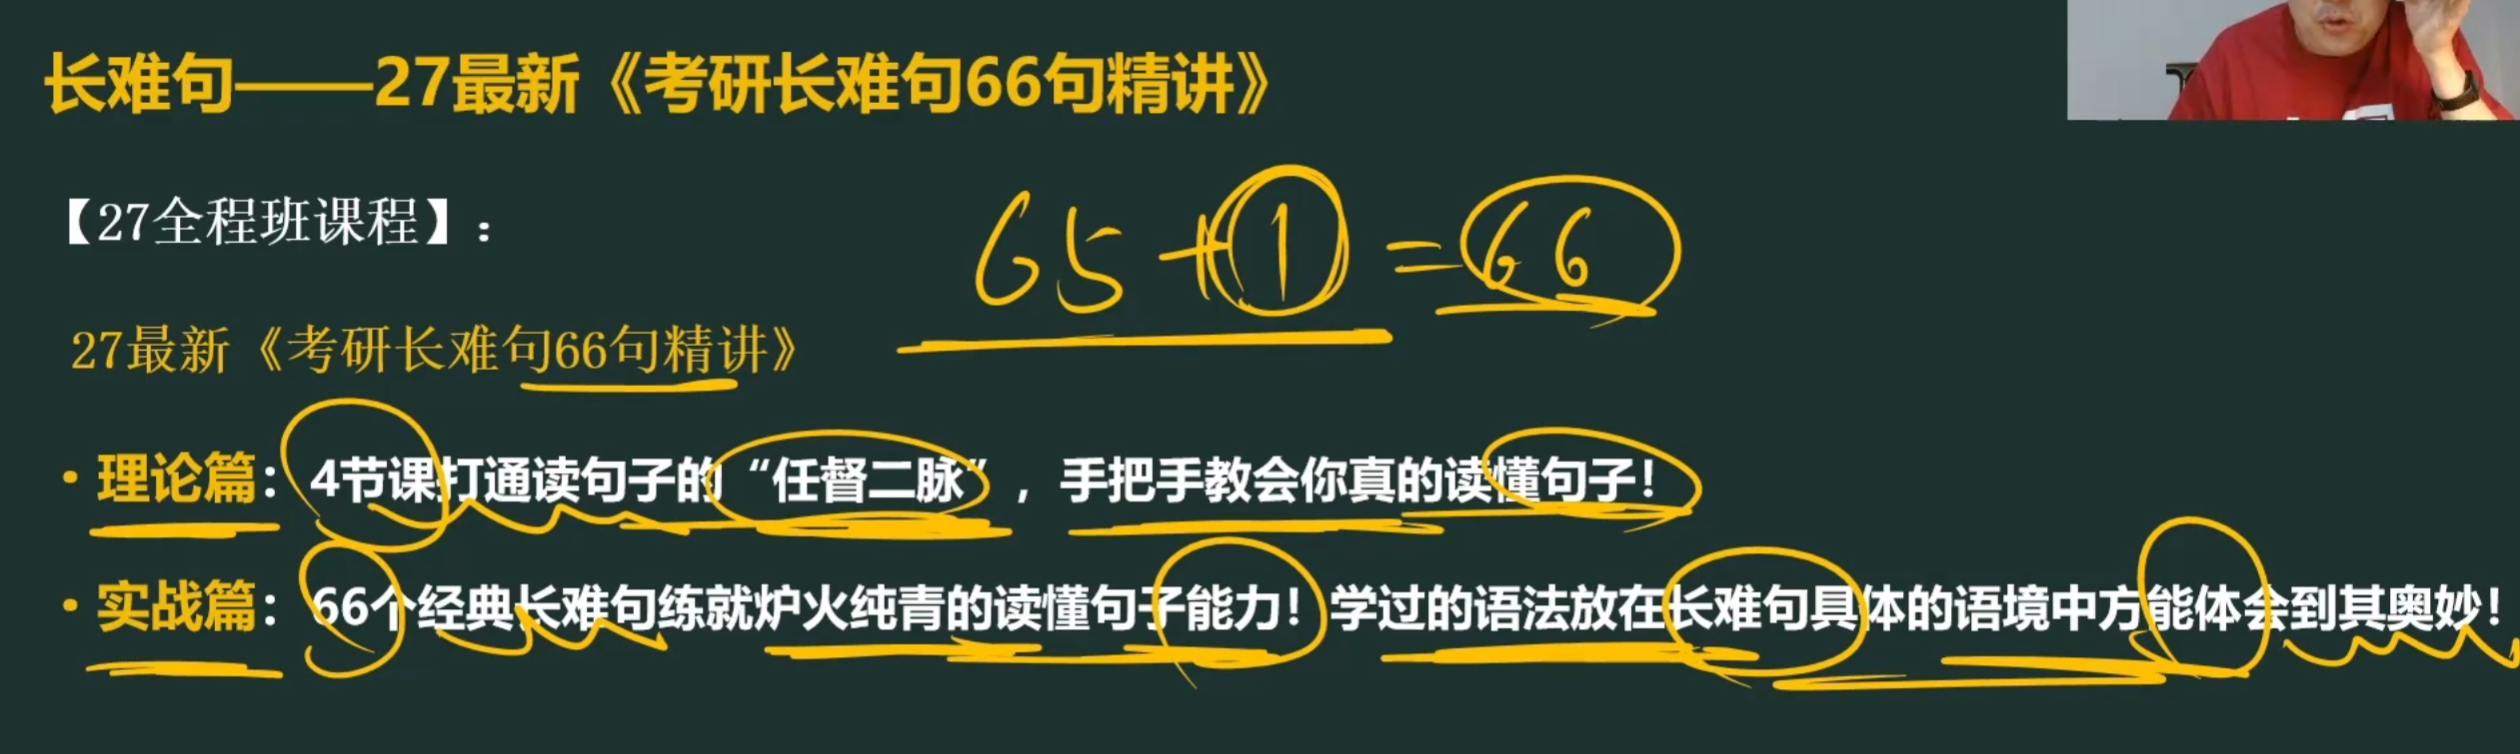 长难句——27最新《考研长难句66句精讲》
【27全程班课程】：
65+1=66
27最新《考研长难句66句精讲》
•理论篇：4节课打通读句子的“任督二脉”，手把手教会你真的读懂句子！
•实战篇：66个经典长难句练就炉火纯青的读懂句子能力！学过的语法放在长难句具体的语境中方能体会到其奥妙！